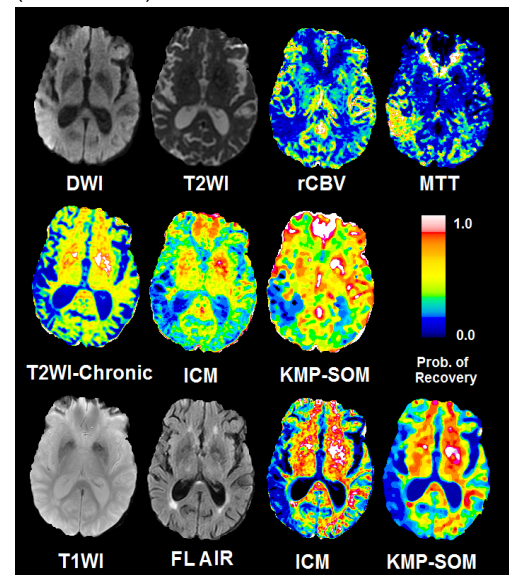 DWI T2WI rCBV MTT
1.0
0.0
Prob. of
Recovery
T2WI-Chronic ICM KMP-SOM
T1WI FLAIR ICM KMP-SOM